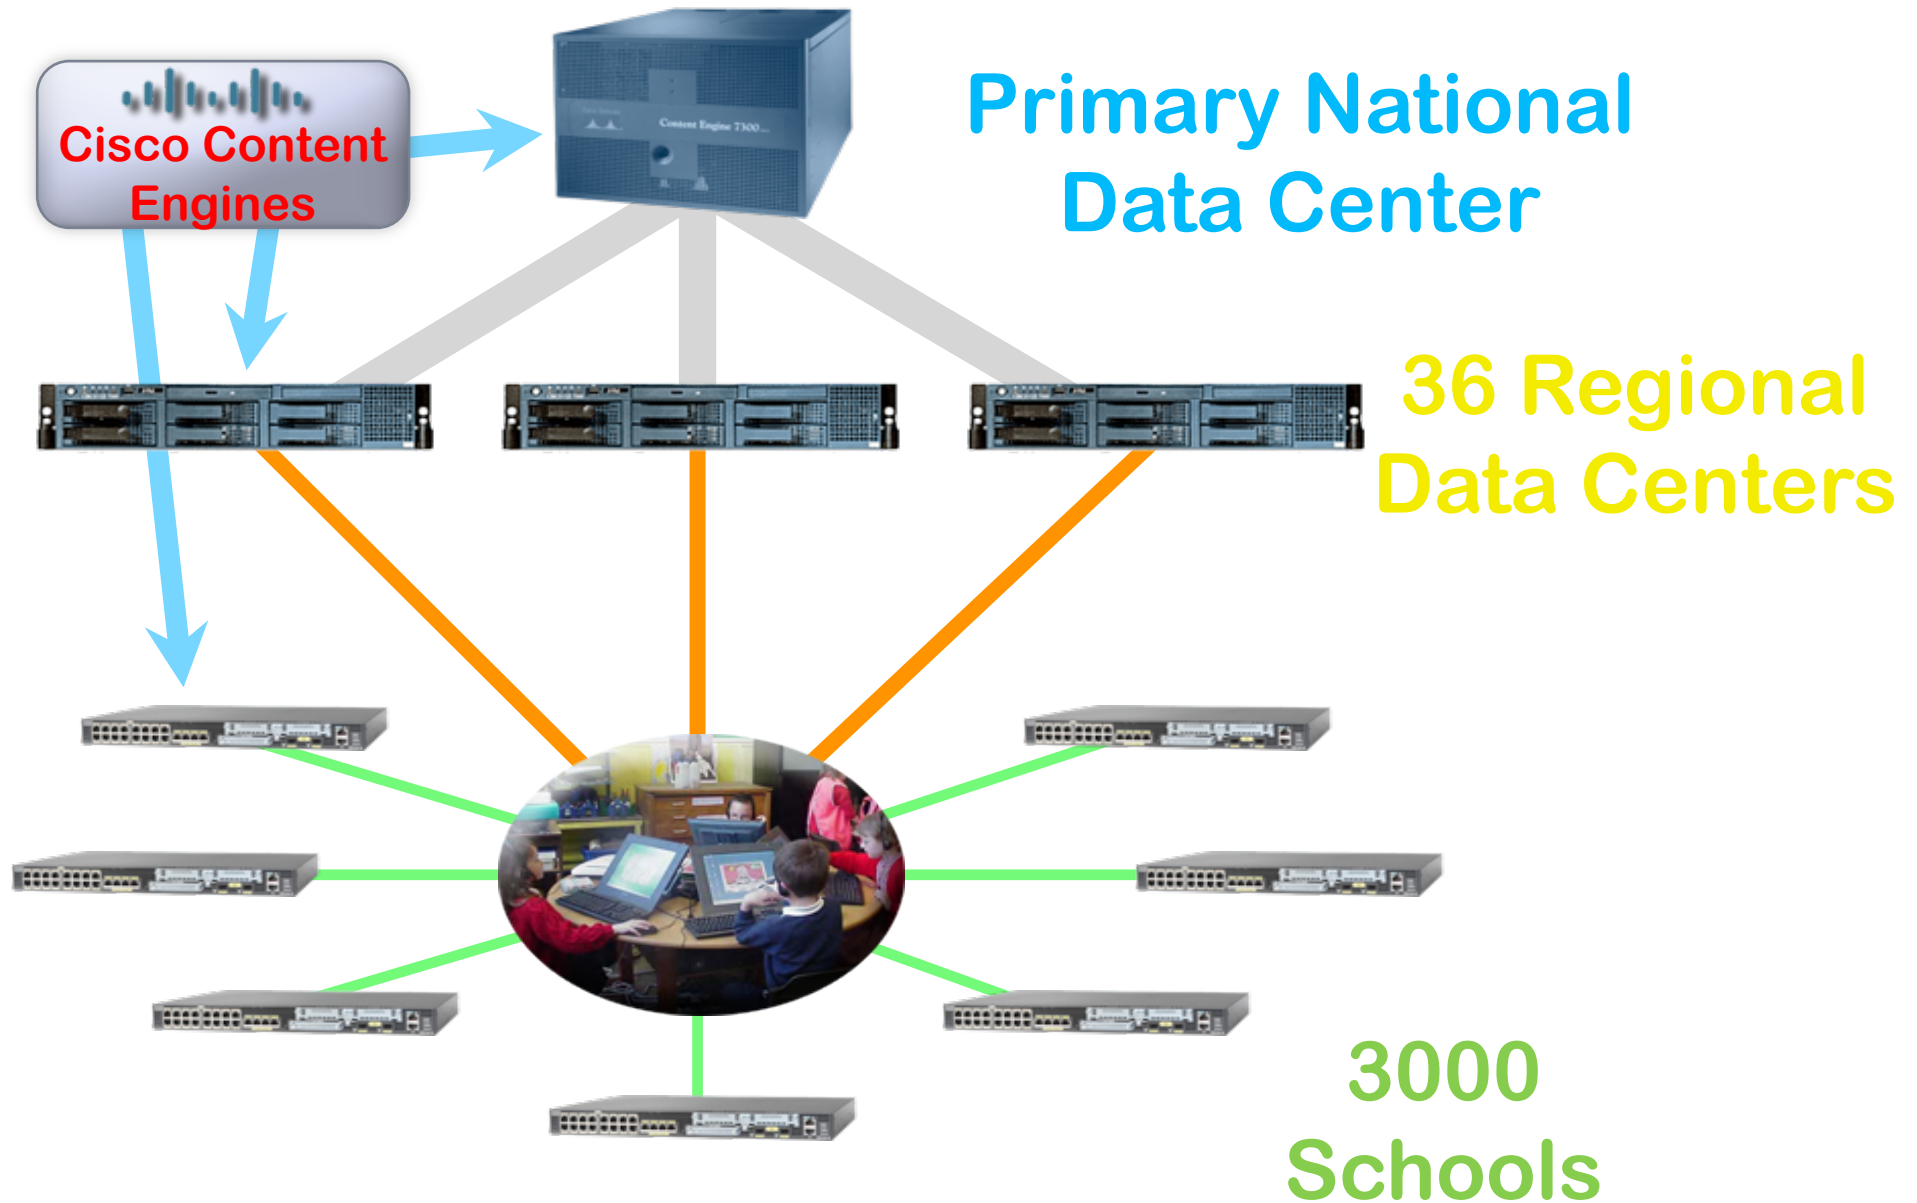 Cisco Content
Engines
Content Engine 7300
Primary National
Data Center
36 Regional
Data Centers
3000
Schools